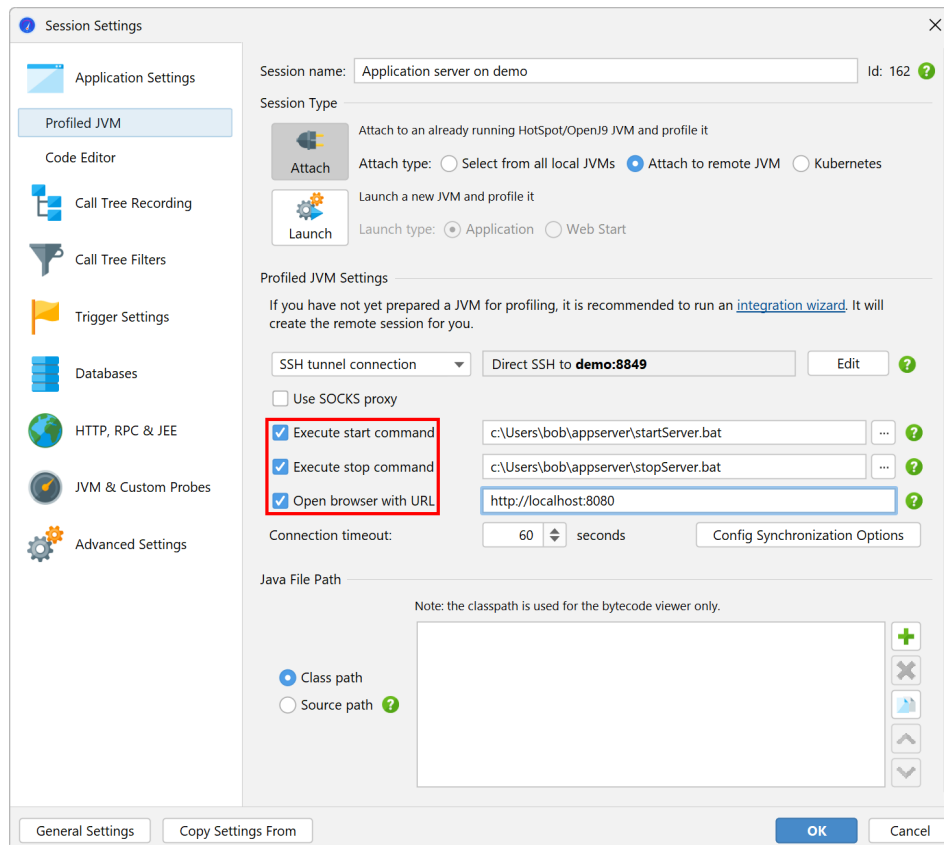 Session Settings
Application Settings
Profiled JVM
Code Editor
Call Tree Recording
Call Tree Filters
Trigger Settings
Databases
HTTP, RPC & JEE
JVM & Custom Probes
Advanced Settings
Session name: Application server on demo Id: 162 ?
Session Type
Attach
Attach to an already running HotSpot/OpenJ9 JVM and profile it
Attach type: Select from all local JVMs Attach to remote JVM Kubernetes
Launch
Launch a new JVM and profile it
Launch type: Application Web Start
Profiled JVM Settings
If you have not yet prepared a JVM for profiling, it is recommended to run an integration wizard. It will
create the remote session for you.
SSH tunnel connection Direct SSH to demo:8849 Edit ?
Use SOCKS proxy
Execute start command c:\Users\bob\appserver\startServer.bat ... ?
Execute stop command c:\Users\bob\appserver\stopServer.bat ... ?
Open browser with URL http://localhost:8080 ?
Connection timeout: 60 seconds Config Synchronization Options
Java File Path
Note: the classpath is used for the bytecode viewer only.
Class path
Source path ?
General Settings Copy Settings From OK Cancel